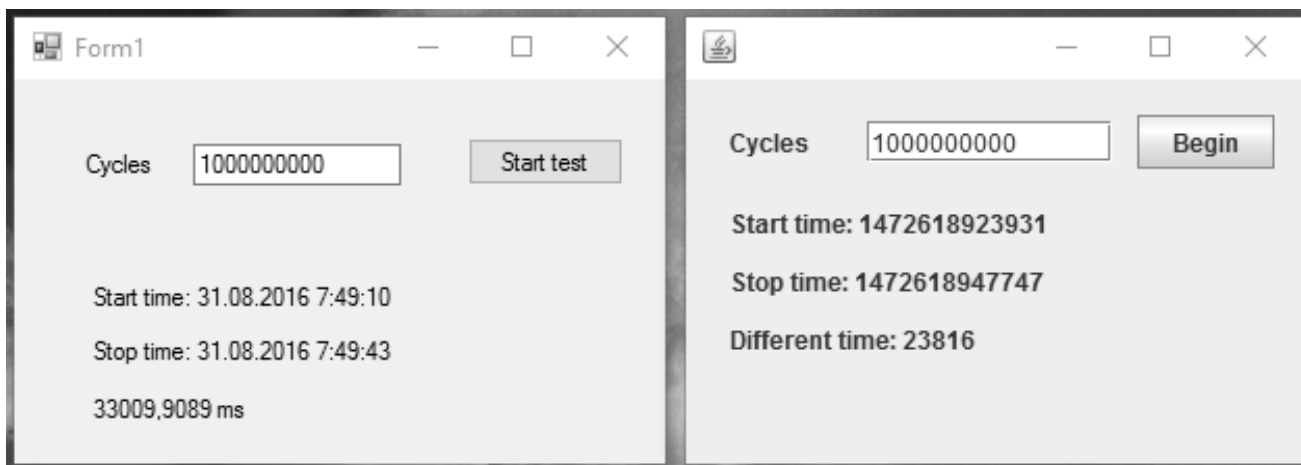 Form1
Cycles 1000000000 Start test
Start time: 31.08.2016 7:49:10
Stop time: 31.08.2016 7:49:43
33009,9089 ms
Cycles 1000000000 Begin
Start time: 1472618923931
Stop time: 1472618947747
Different time: 23816